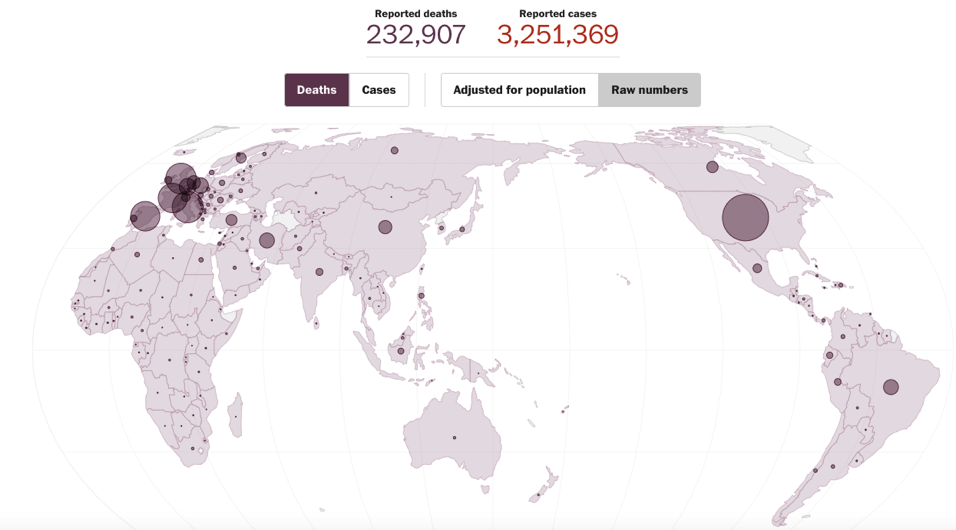 Reported deaths
Reported cases
232,907
3,251,369
Deaths
Cases
Adjusted for population
Raw numbers